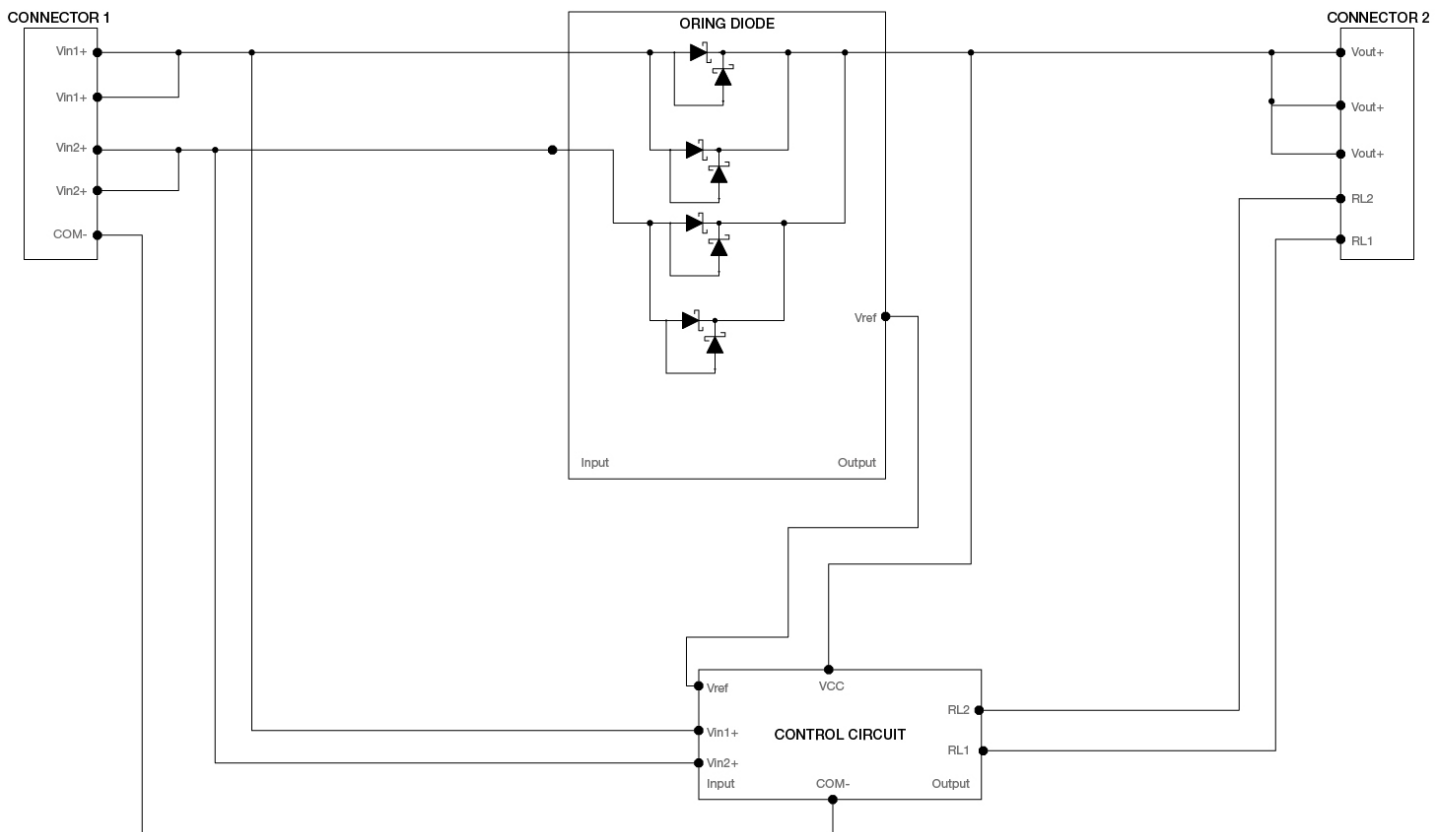 CONNECTOR 1
Vin1+
Vin1+
Vin2+
Vin2+
COM-
ORING DIODE
Vref
Input
Output
CONNECTOR 2
Vout+
Vout+
Vout+
RL2
RL1
Vref
VCC
RL2
Vin1+
CONTROL CIRCUIT
RL1
Vin2+
Input
COM-
Output